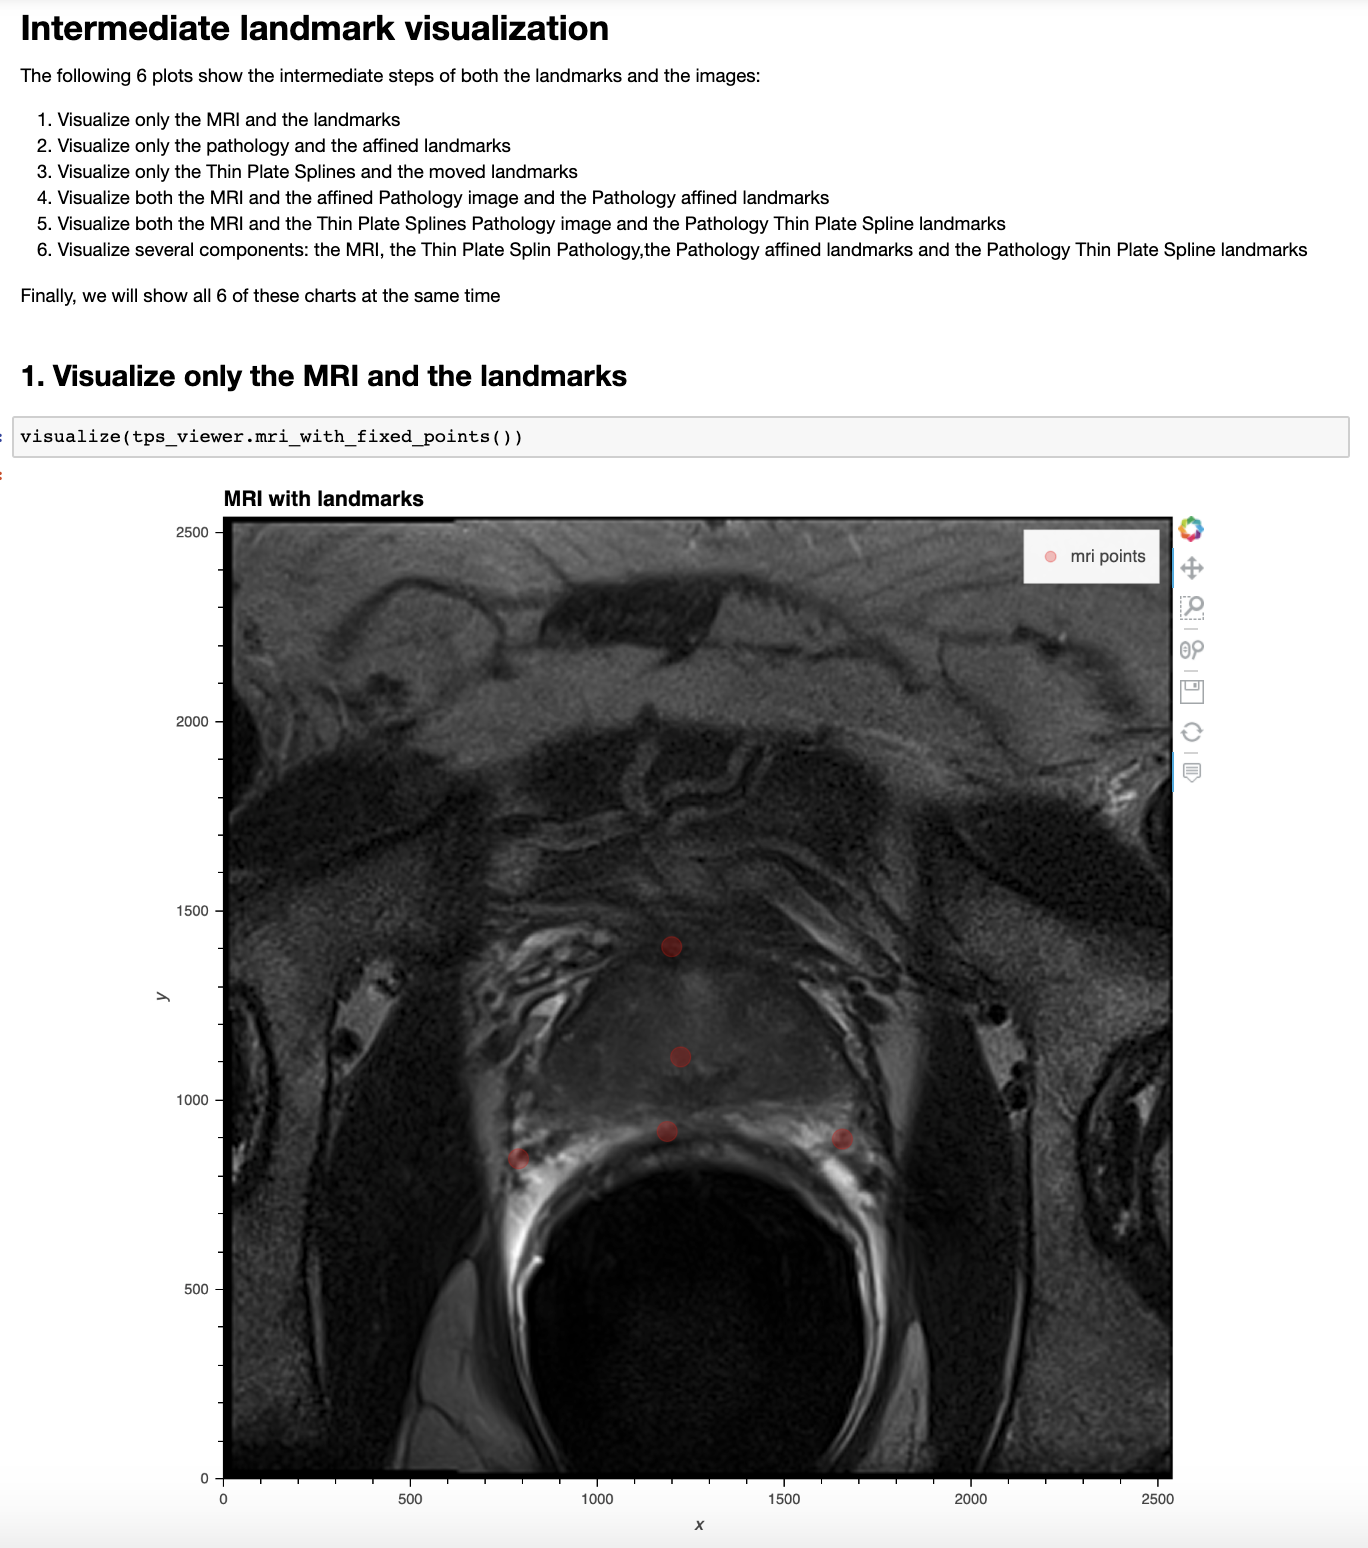 Intermediate landmark visualization
The following 6 plots show the intermediate steps of both the landmarks and the images:
1. Visualize only the MRI and the landmarks
2. Visualize only the pathology and the affined landmarks
3. Visualize only the Thin Plate Splines and the moved landmarks
4. Visualize both the MRI and the affined Pathology image and the Pathology affined landmarks
5. Visualize both the MRI and the Thin Plate Splines Pathology image and the Pathology Thin Plate Spline landmarks
6. Visualize several components: the MRI, the Thin Plate Splin Pathology,the Pathology affined landmarks and the Pathology Thin Plate Spline landmarks
Finally, we will show all 6 of these charts at the same time
1. Visualize only the MRI and the landmarks
visualize(tps_viewer.mri_with_fixed_points())
MRI with landmarks
mri points
2500
2000
1500
y
1000
500
0
0 500 1000 1500 2000 2500
x